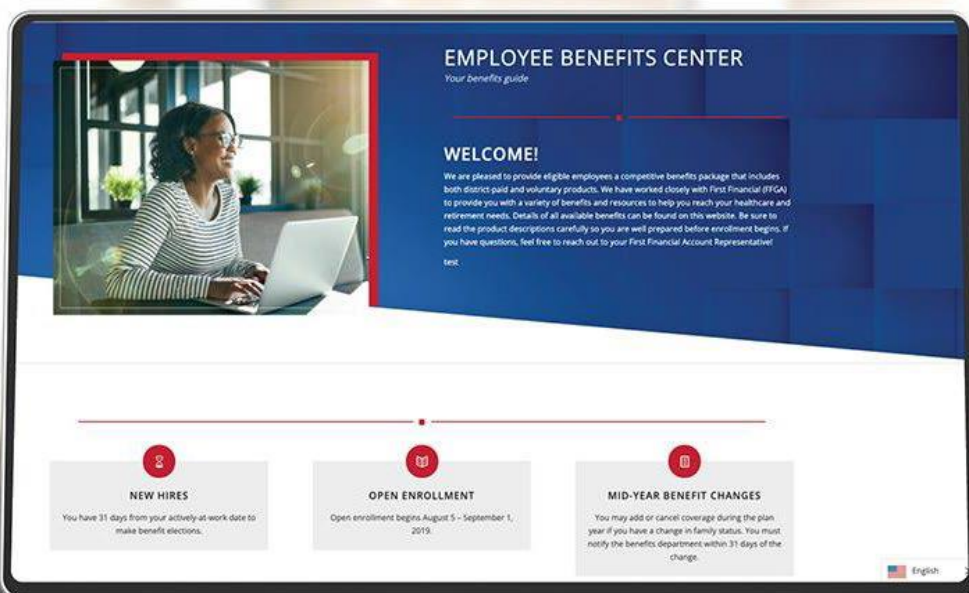 EMPLOYEE BENEFITS CENTER
Your benefits guide
WELCOME!
We are pleased to provide eligible employees a competitive benefits package that includes
both district-paid and voluntary products. We have worked closely with First Financial (FFGA)
to provide you with a variety of benefits and resources to help you reach your healthcare and
retirement needs. Details of all available benefits can be found on this website. Be sure to
read the product descriptions carefully so you are well prepared before enrollment begins. If
you have questions, feel free to reach out to your First Financial Account Representative!
test
NEW HIRES
You have 31 days from your actively-at-work date to
make benefit elections.
OPEN ENROLLMENT
Open enrollment begins August 5 – September 1,
2019.
MID-YEAR BENEFIT CHANGES
You may add or cancel coverage during the plan
year if you have a change in family status. You must
notify the benefits department within 31 days of the
change.
English